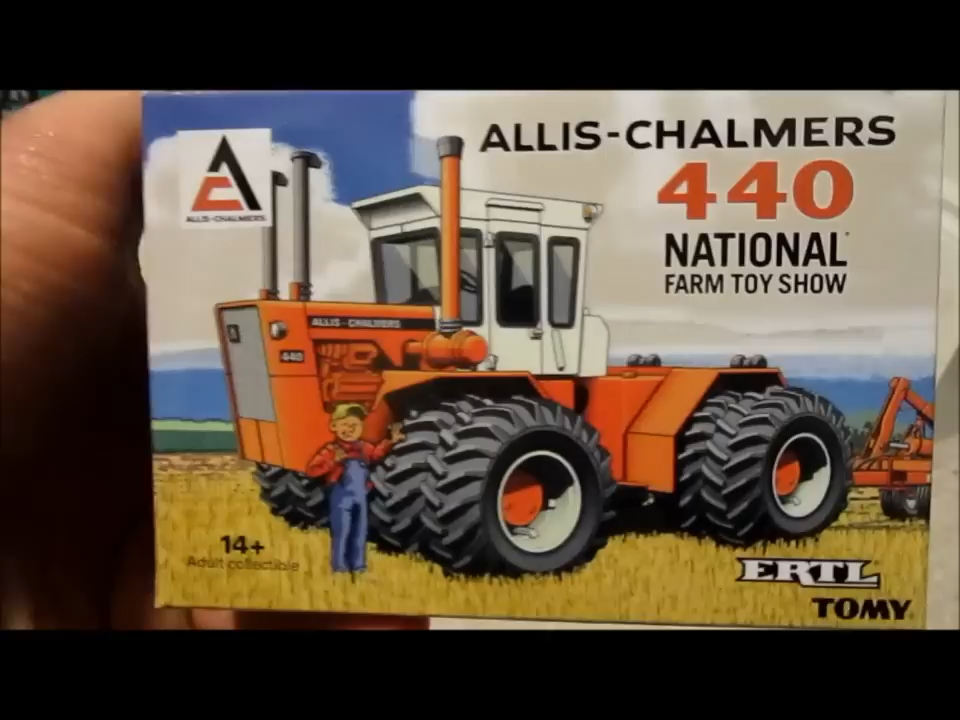 ALLIS-CHALMERS
440
NATIONAL
FARM TOY SHOW
ALLIS-CHALMERS
ALLIS-CHALMERS
440
14+
Adult collectible
ERTL
TOMY